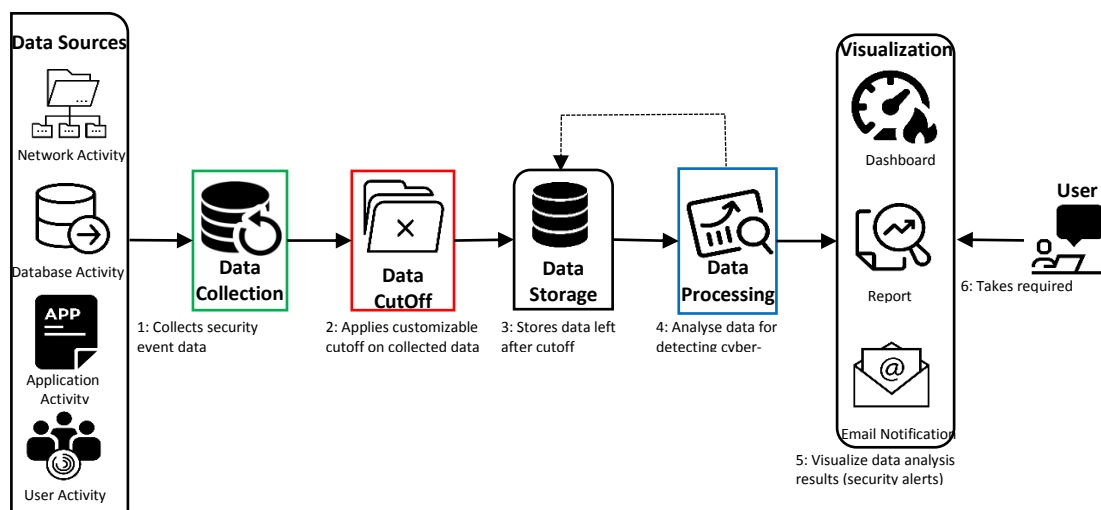 Data Sources
Network Activity
Database Activity
APP
Application
Activity
User Activity
Data
Collection
1: Collects security
event data
Data
CutOff
2: Applies customizable
cutoff on collected data
Data
Storage
3: Stores data left
after cutoff
Data
Processing
4: Analyse data for
detecting cyber-
Visualization
Dashboard
Report
@
Email Notification
5: Visualize data analysis
results (security alerts)
User
6: Takes required